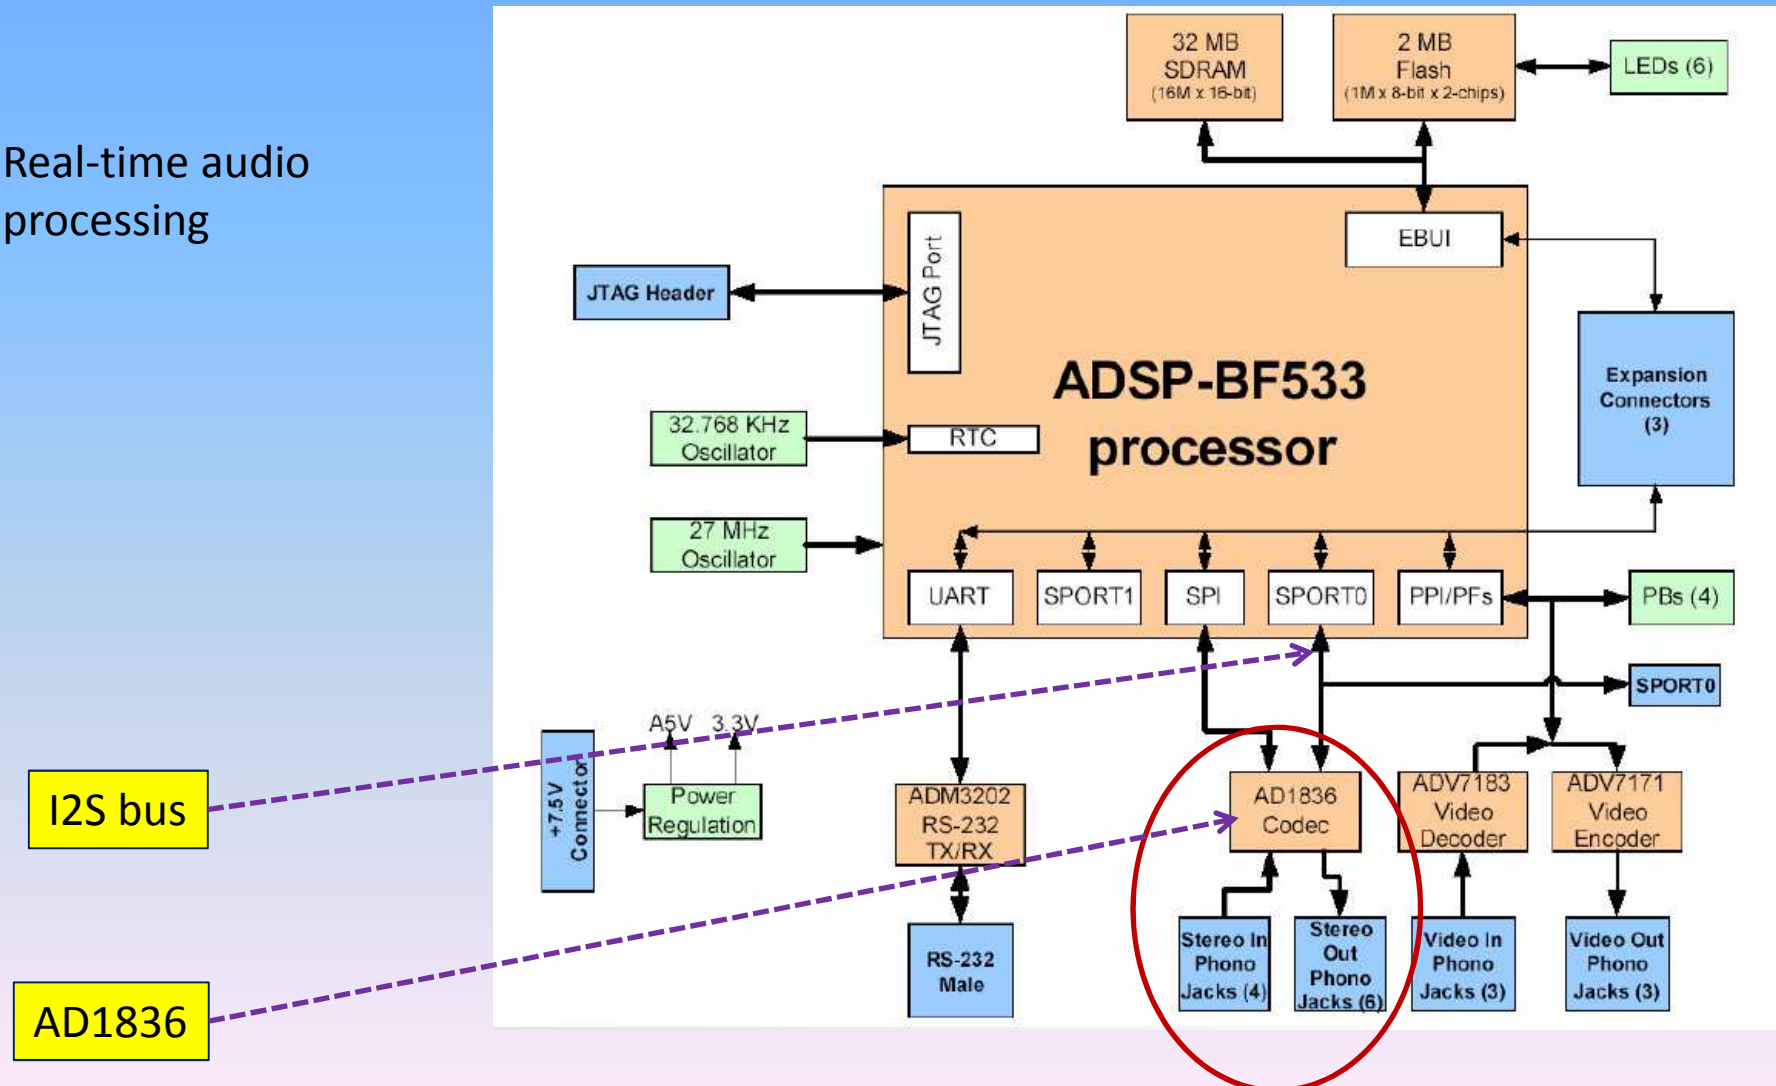 Real-time audio
processing
I2S bus
AD1836
32 MB
SDRAM
(16M x 16-bit)
2 MB
Flash
(1M x 8-bit x 2-chips)
LEDs (6)
EBUI
JTAG Port
JTAG Header
ADSP-BF533
processor
Expansion
Connectors
(3)
32.768 KHz
Oscillator
RTC
27 MHz
Oscillator
UART
SPORT1
SPI
SPORT0
PPI/PFs
PBs (4)
SPORT0
A5V
3.3V
+7.5V
Connector
Power
Regulation
ADM3202
RS-232
TX/RX
AD1836
Codec
ADV7183
Video
Decoder
ADV7171
Video
Encoder
RS-232
Male
Stereo In
Phono
Jacks (4)
Stereo
Out
Phono
Jacks (6)
Video In
Phono
Jacks (3)
Video Out
Phono
Jacks (3)